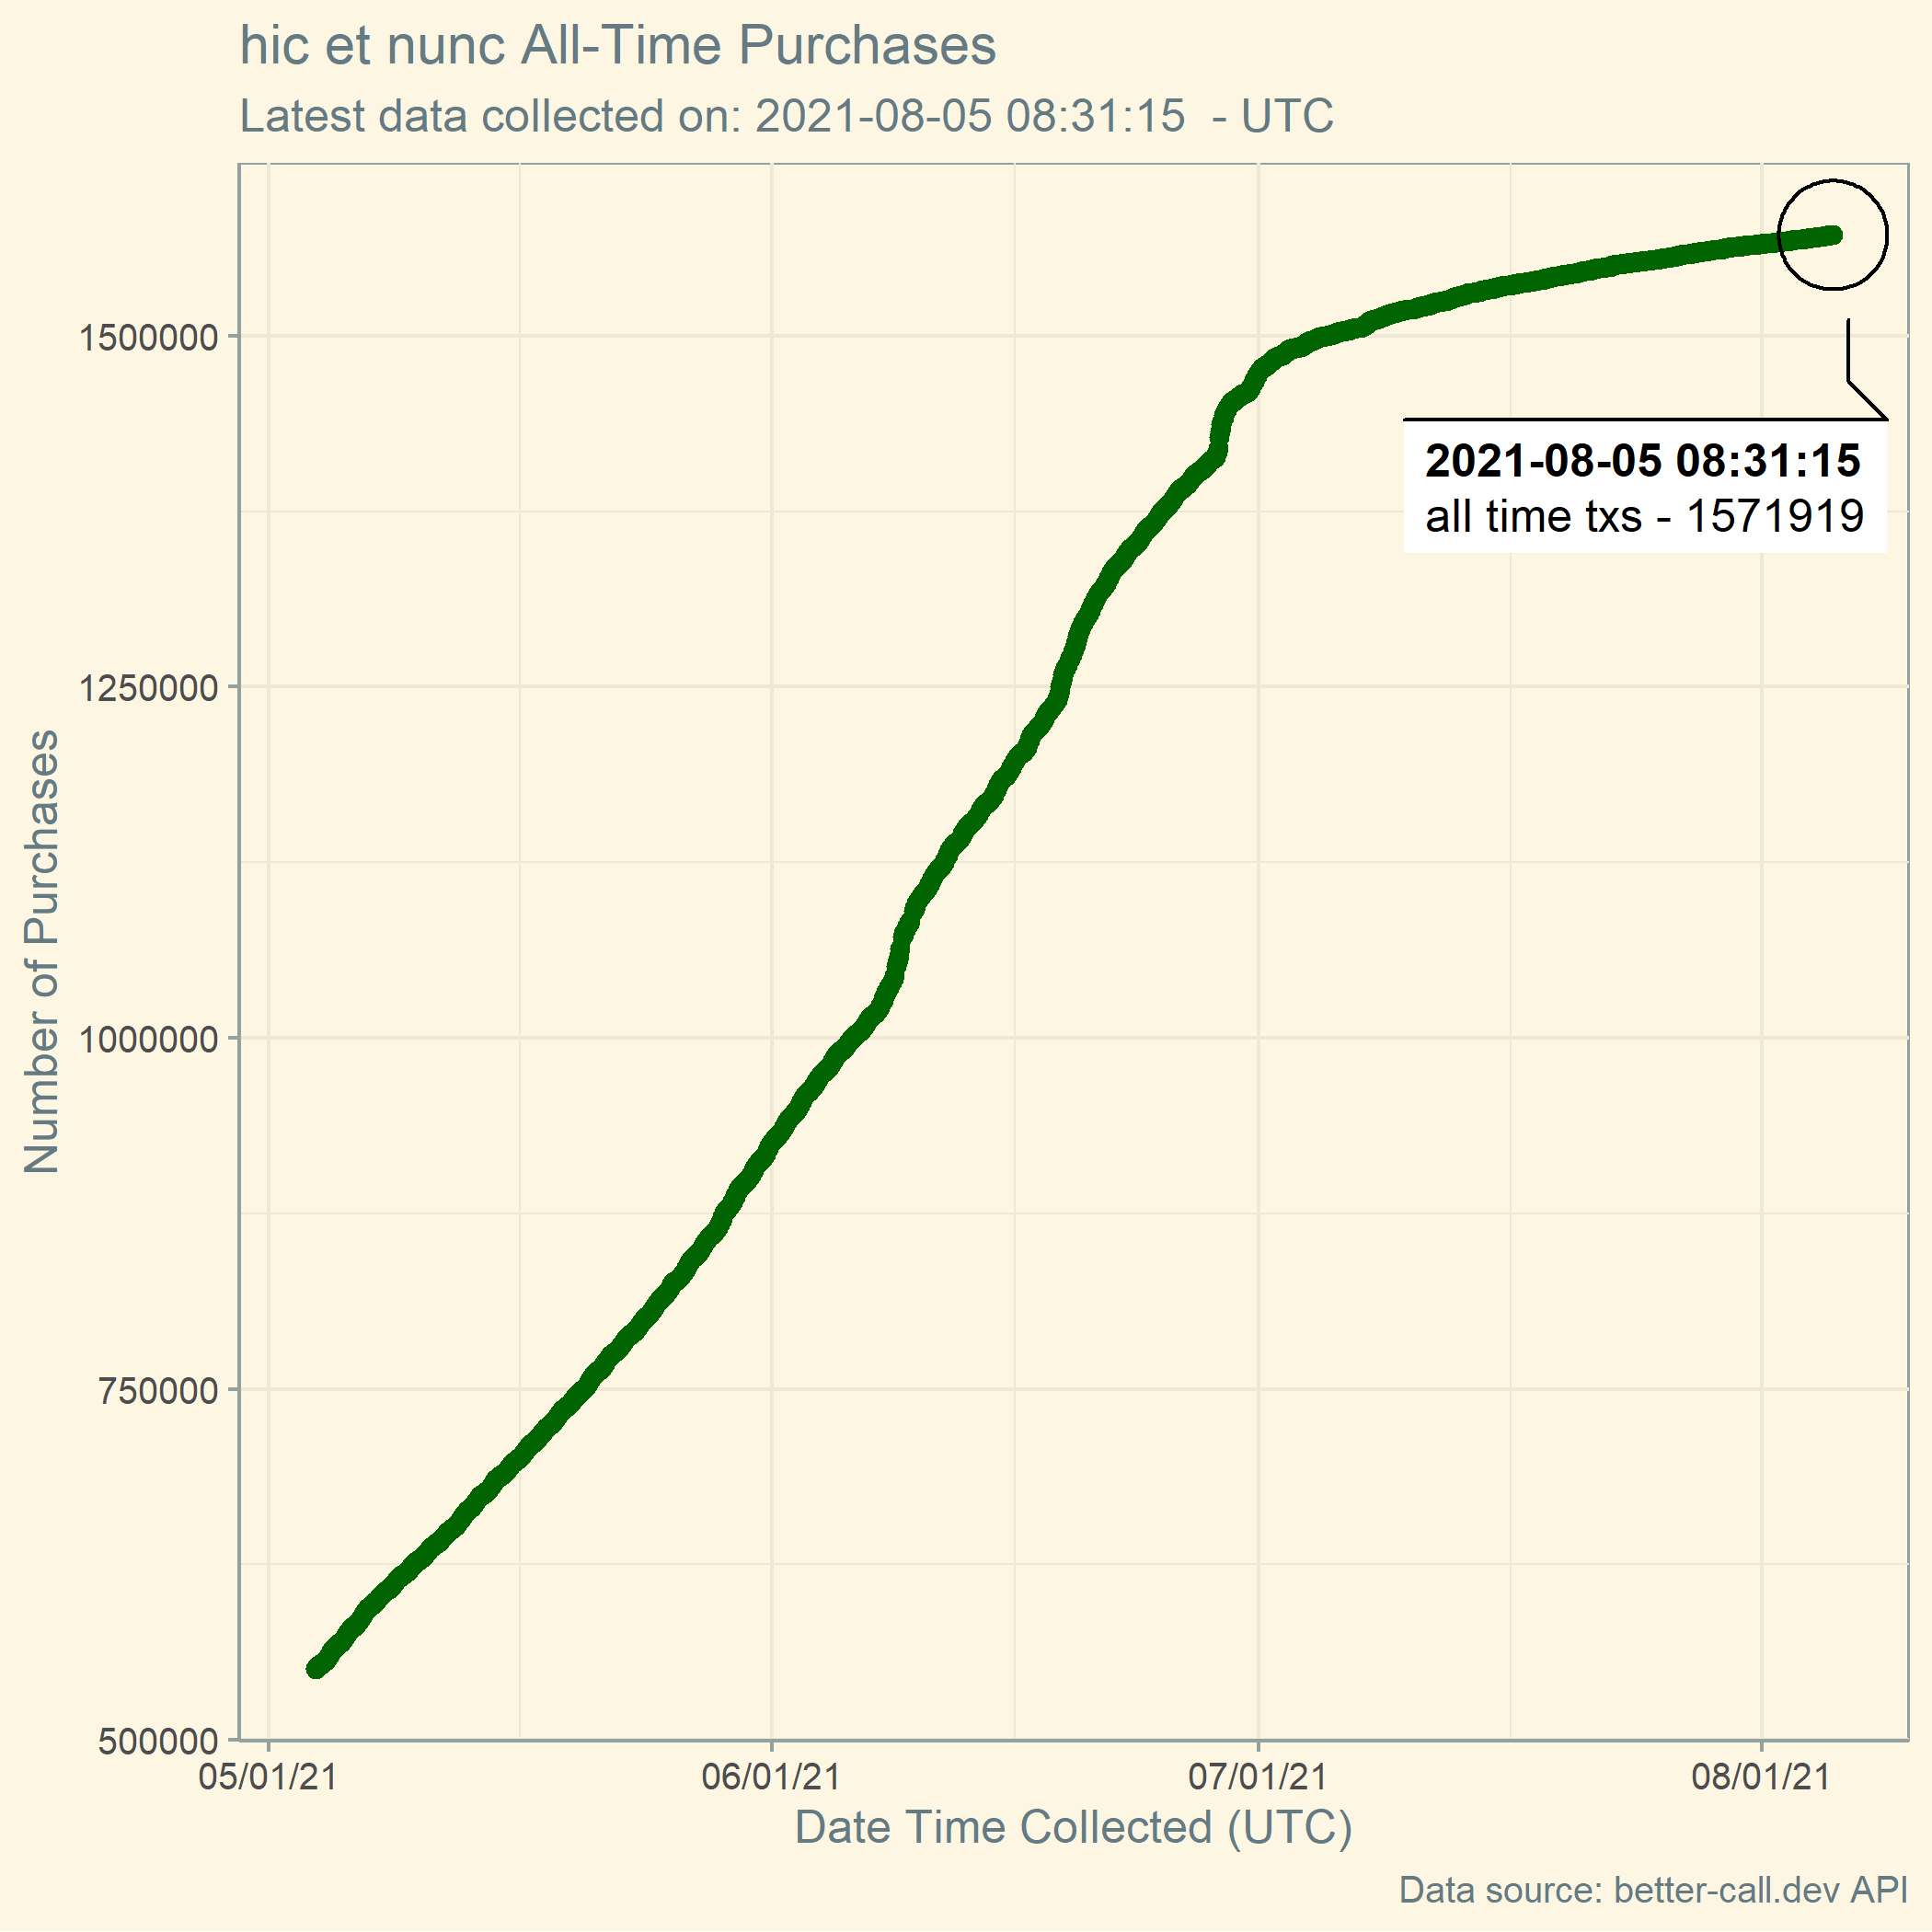 hic et nunc All-Time Purchases
Latest data collected on: 2021-08-05 08:31:15  - UTC
Number of Purchases
1500000
1250000
1000000
750000
500000
2021-08-05 08:31:15
all time txs - 1571919
05/01/21 06/01/21 07/01/21 08/01/21
Date Time Collected (UTC)
Data source: better-call.dev API